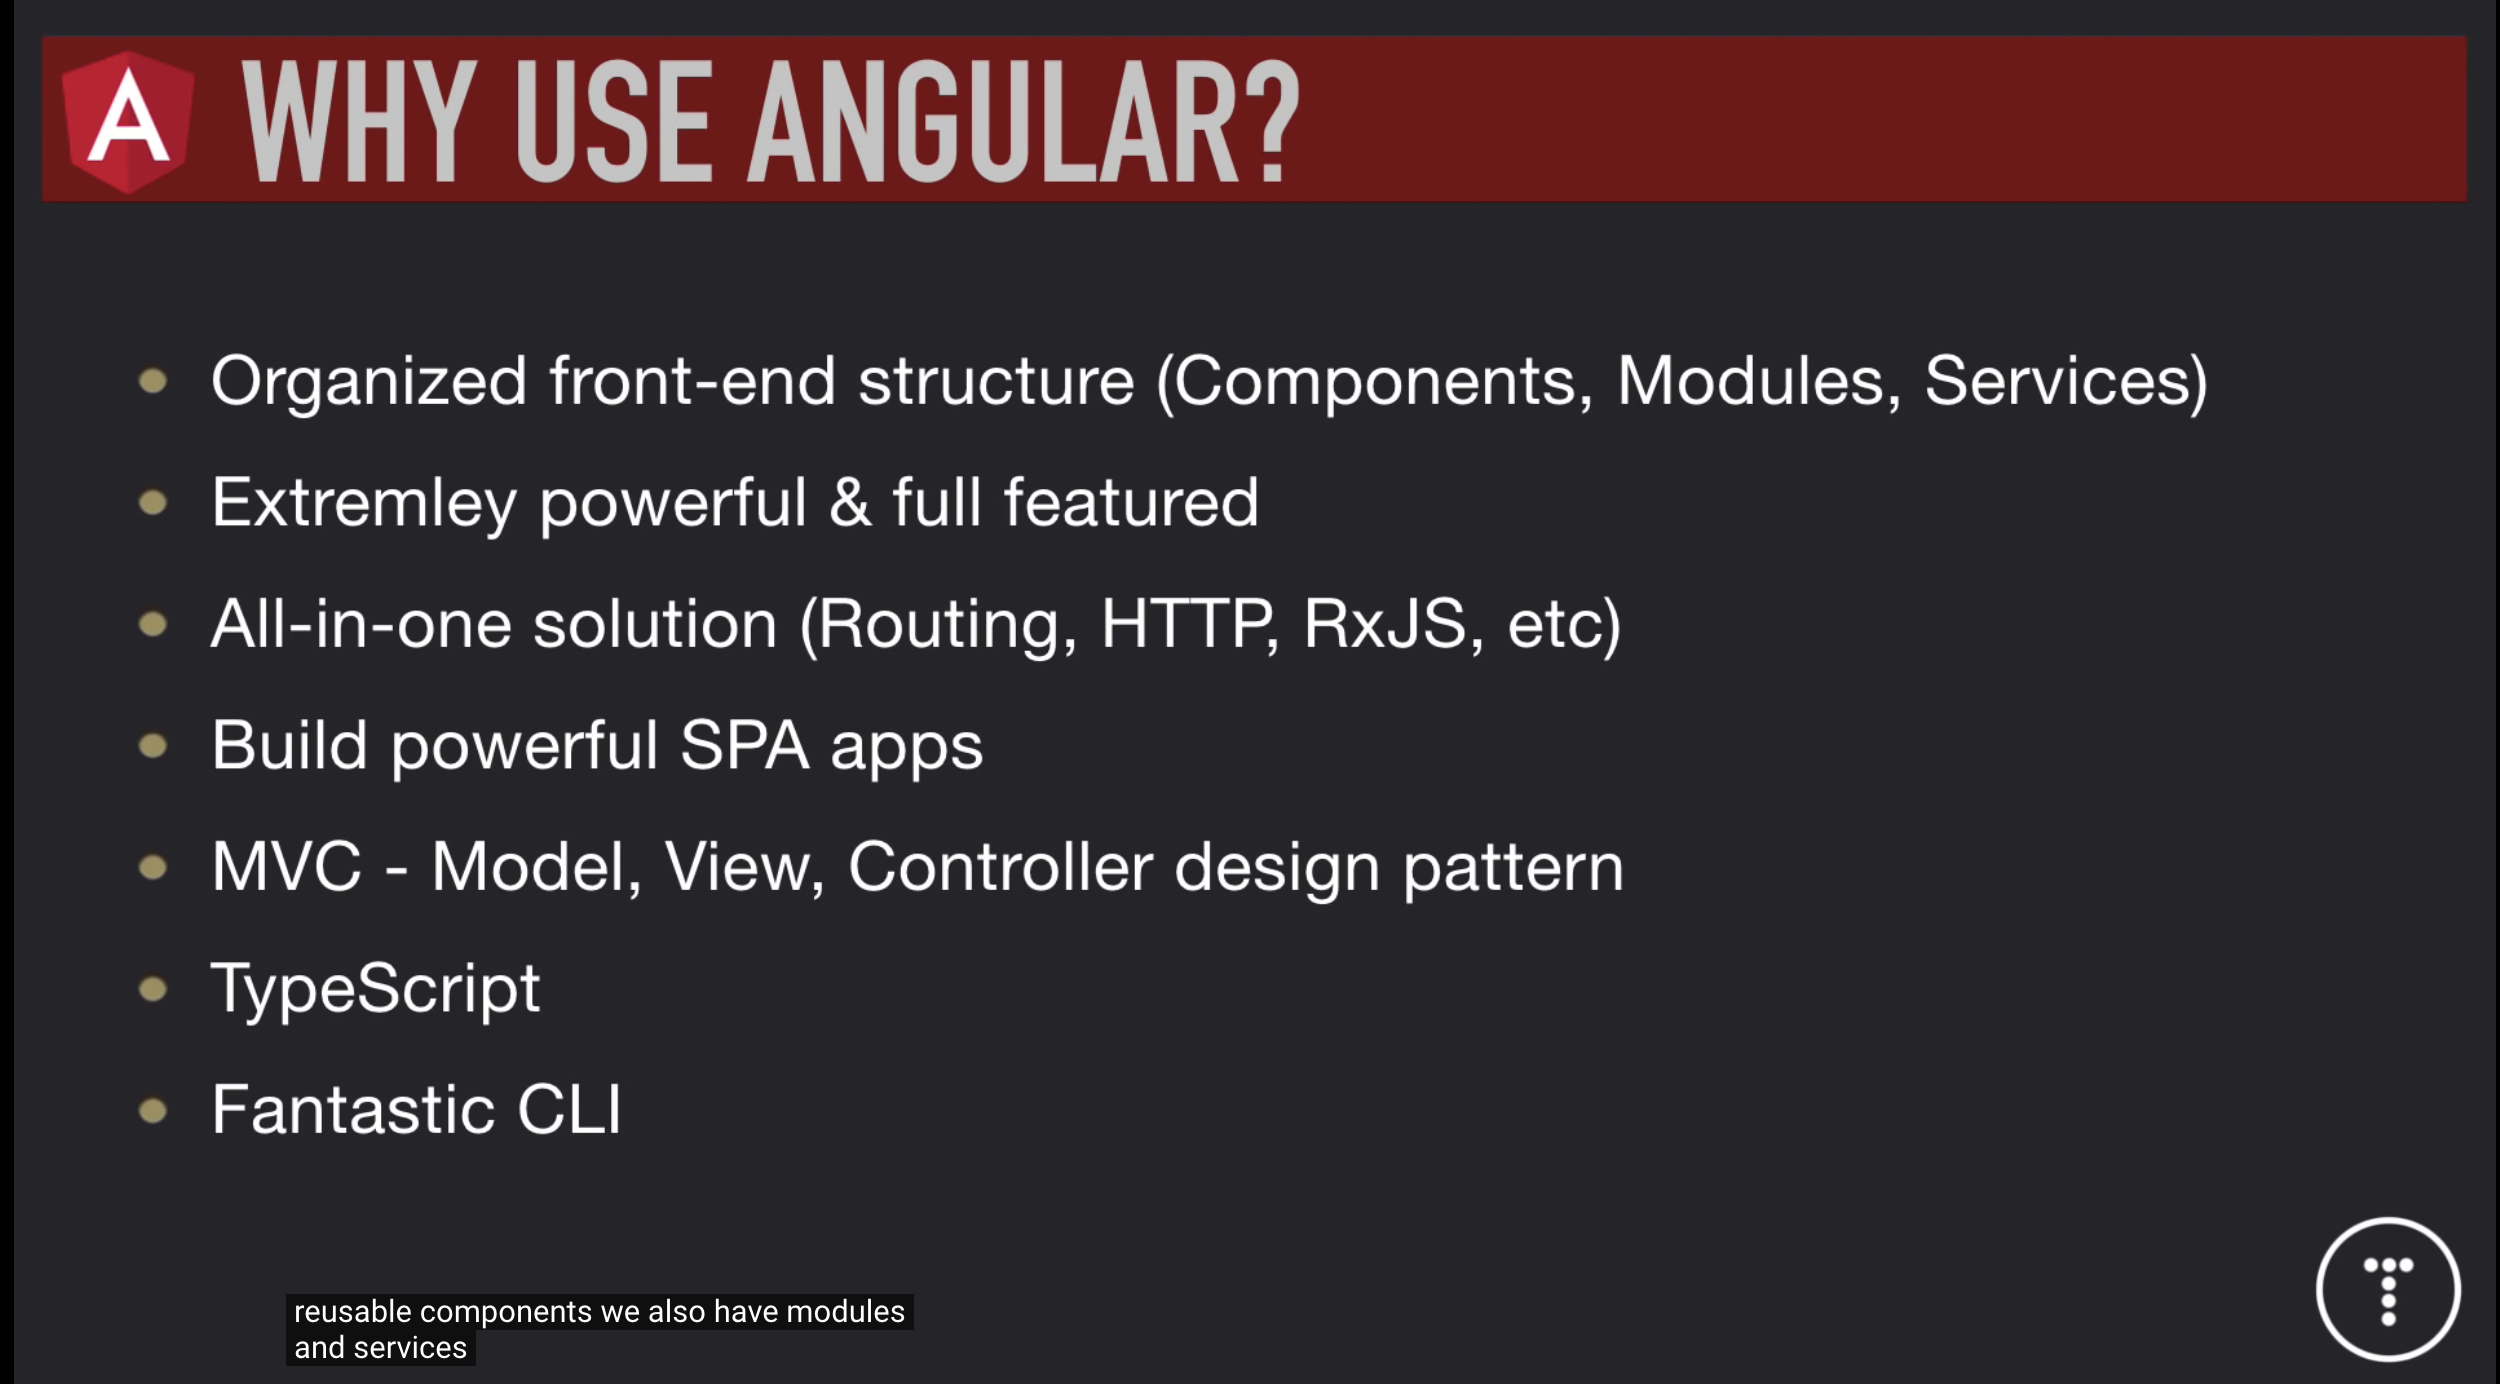 WHY USE ANGULAR?
Organized front-end structure (Components, Modules, Services)
Extremley powerful & full featured
All-in-one solution (Routing, HTTP, RxJS, etc)
Build powerful SPA apps
MVC - Model, View, Controller design pattern
TypeScript
Fantastic CLI
reusable components we also have modules
and services